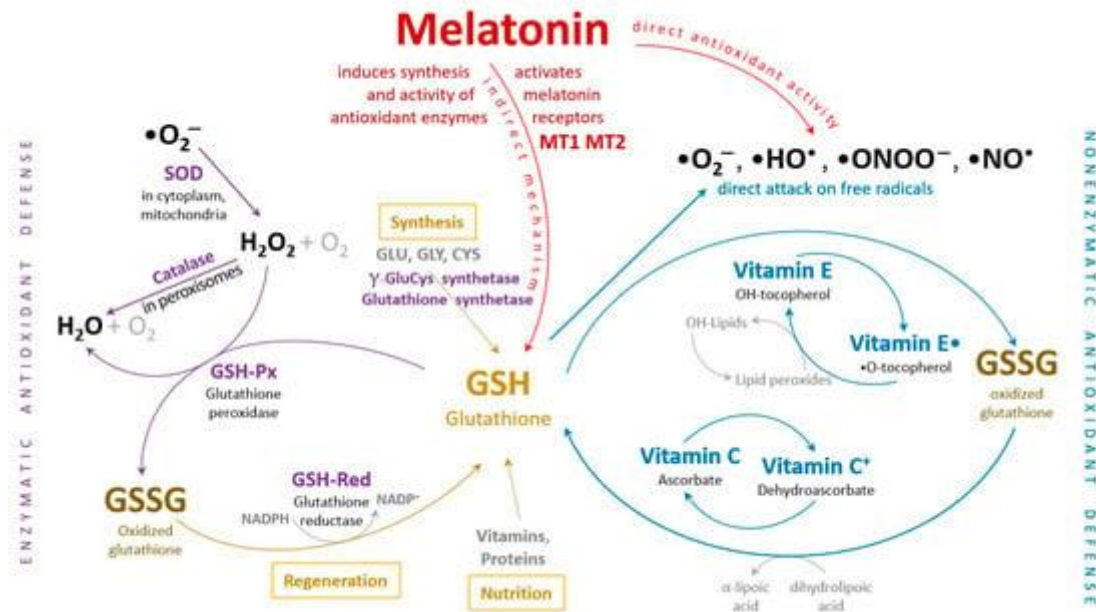 Melatonin
direct antioxidant activity
induces synthesis
and activity of
antioxidant enzymes
indirect mechanism
activates
melatonin
receptors
MT1 MT2
ENZYMATIC ANTIOXIDANT DEFENSE
•O₂⁻
SOD
in cytoplasm,
mitochondria
H₂O₂ + O₂
Catalase
in peroxisomes
H₂O + O₂
GSH-Px
Glutathione
peroxidase
GSSG
Oxidized
glutathione
Synthesis
GLU, GLY, CYS
γ-GluCys synthetase
Glutathione synthetase
GSH
Glutathione
GSH-Red
Glutathione
reductase
NADPH
NADP⁺
Regeneration
Vitamins,
Proteins
Nutrition
•O₂⁻, •HO•, •ONOO⁻, •NO•
direct attack on free radicals
Vitamin E
OH-tocopherol
OH-Lipids
Lipid peroxides
Vitamin E•
•O-tocopherol
GSSG
oxidized
glutathione
Vitamin C
Ascorbate
Vitamin C⁺
Dehydroascorbate
α-lipoic
acid
dihydrolipoic
acid
NONENZYMATIC ANTIOXIDANT DEFENSE